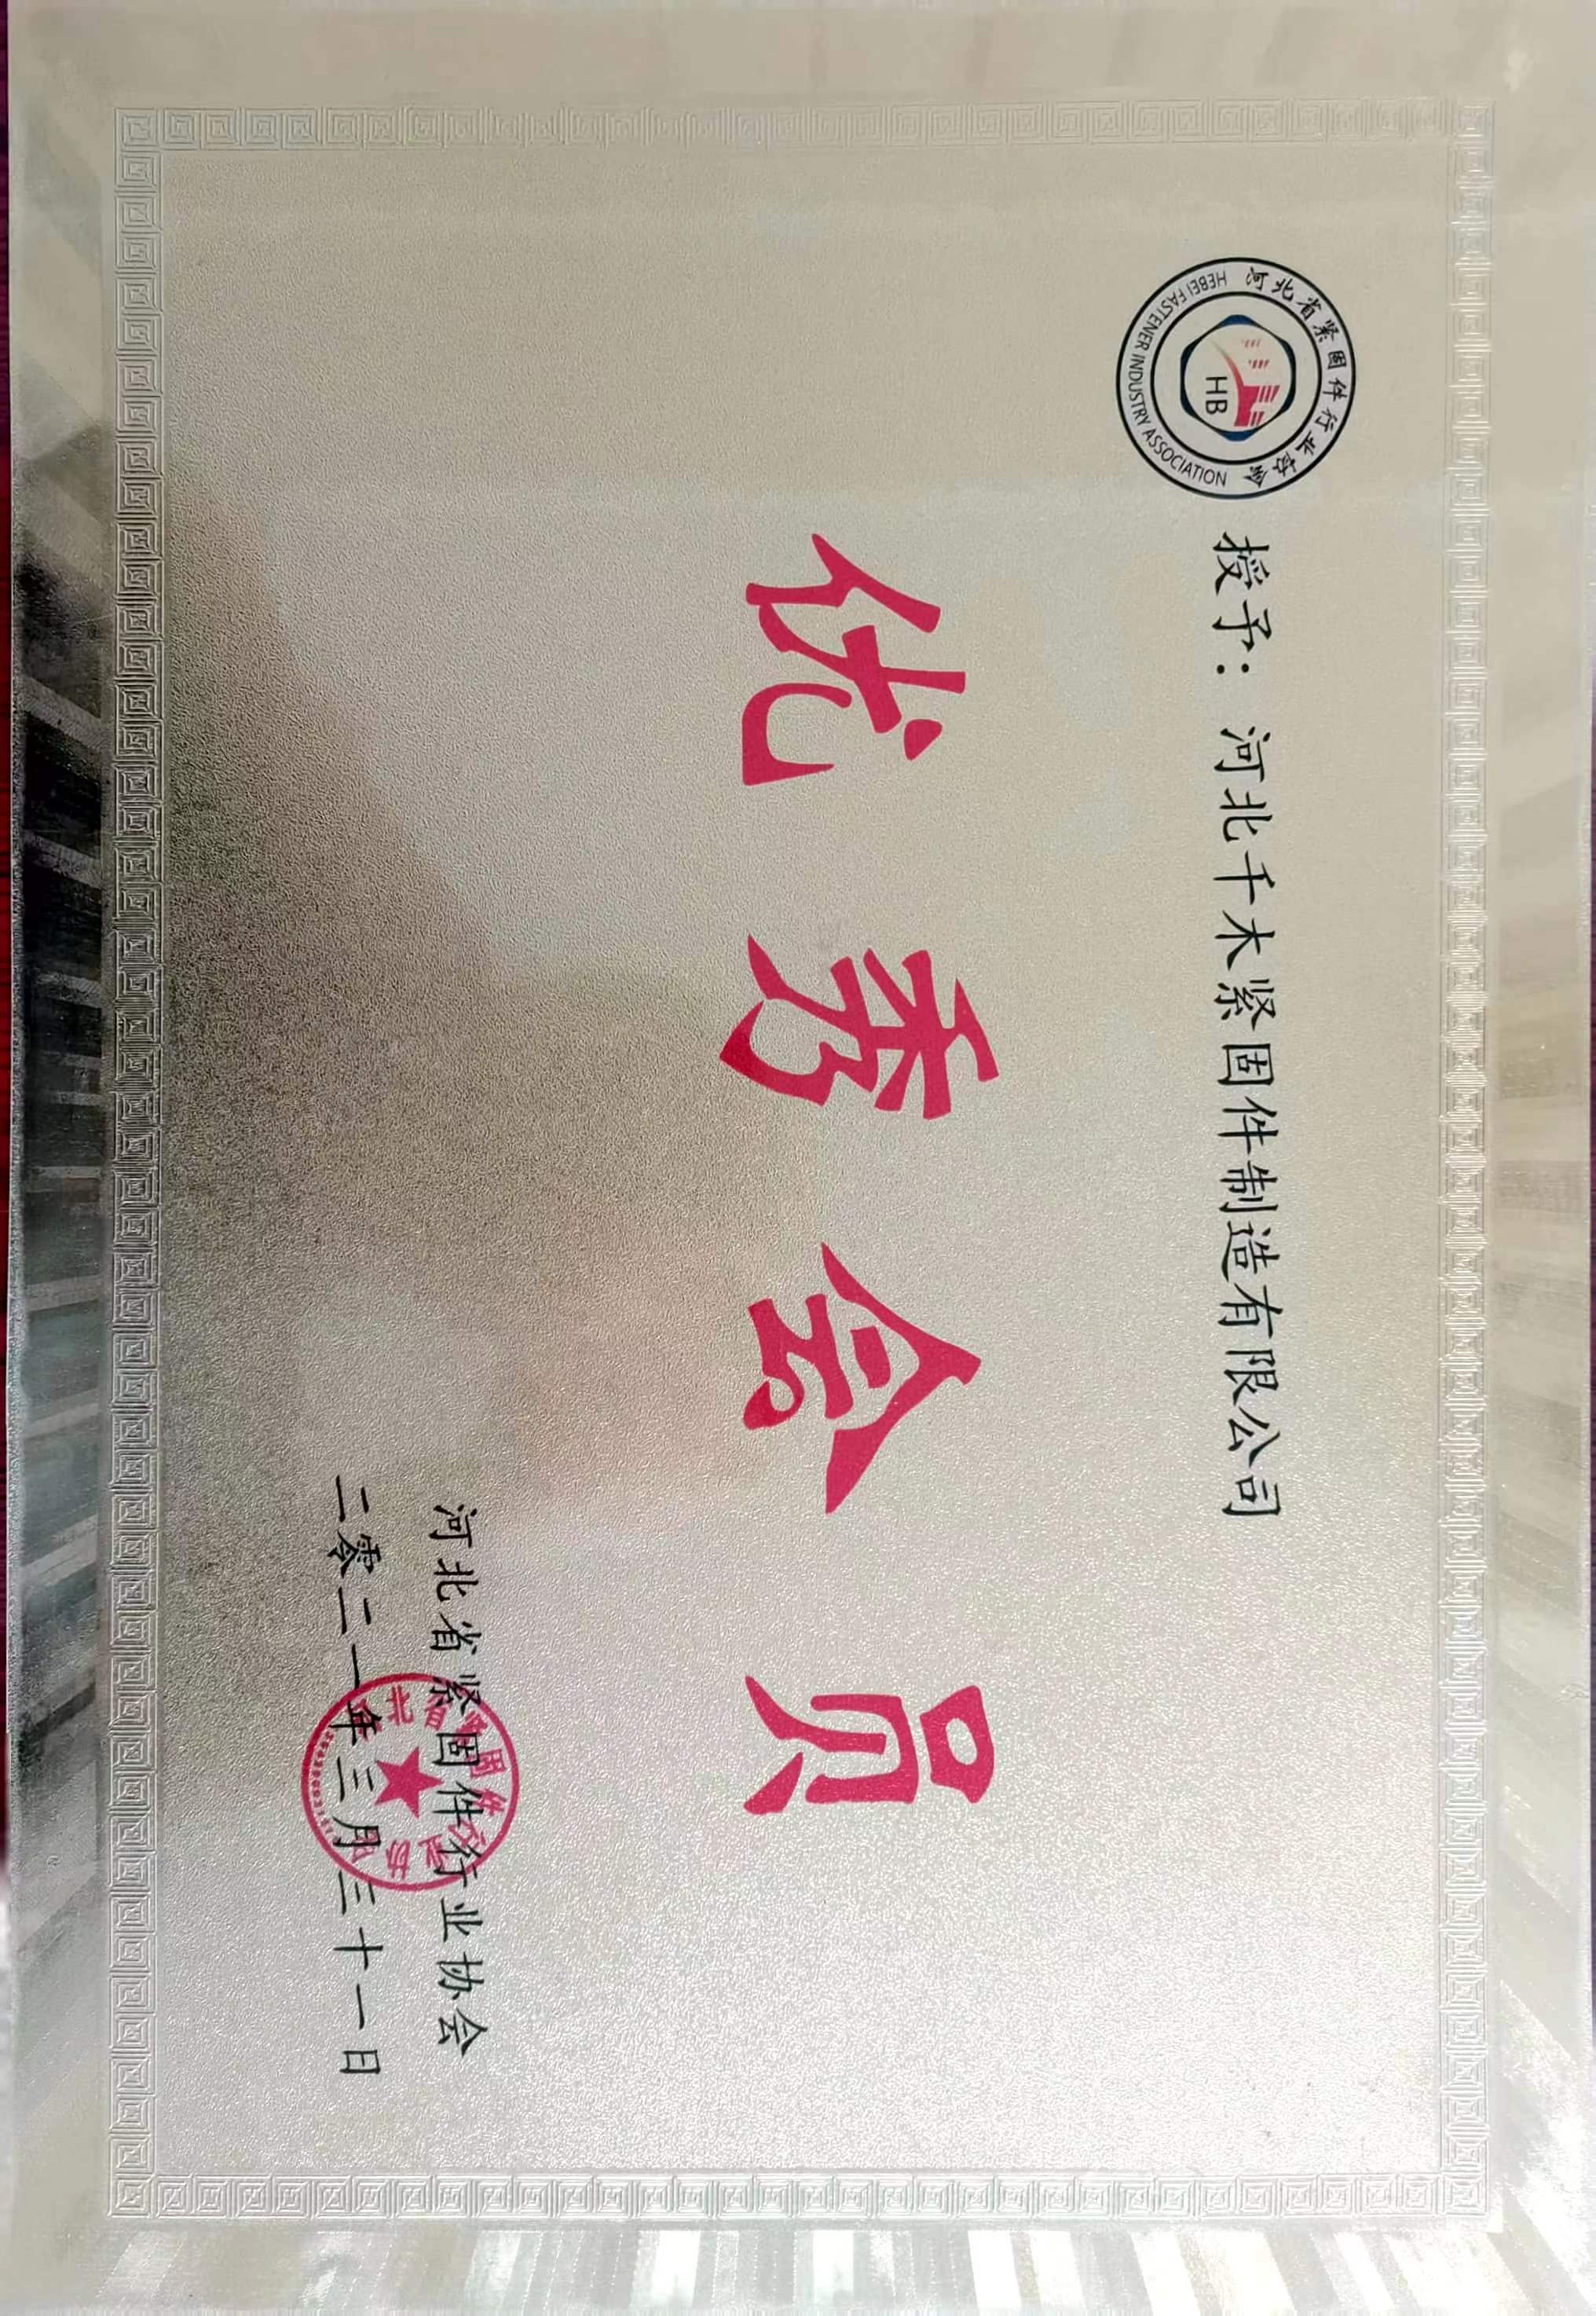 河北省紧固件行业协会
HEBEI FASTENER INDUSTRY ASSOCIATION
HB
授予：河北千木紧固件制造有限公司
优秀会员
河北省紧固件行业协会
二零二一年三月三十一日